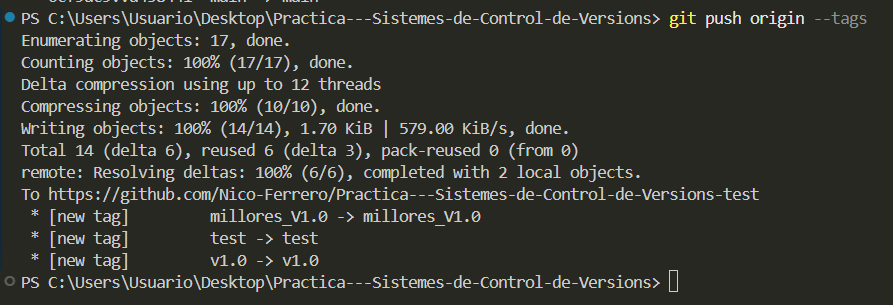 PS C:\Users\Usuario\Desktop\Practica---Sistemes-de-Control-de-Versions> git push origin --tags
Enumerating objects: 17, done.
Counting objects: 100% (17/17), done.
Delta compression using up to 12 threads
Compressing objects: 100% (10/10), done.
Writing objects: 100% (14/14), 1.70 KiB | 579.00 KiB/s, done.
Total 14 (delta 6), reused 6 (delta 3), pack-reused 0 (from 0)
remote: Resolving deltas: 100% (6/6), completed with 2 local objects.
To https://github.com/Nico-Ferrero/Practica---Sistemes-de-Control-de-Versions-test
 * [new tag]         millores_V1.0 -> millores_V1.0
 * [new tag]         test -> test
 * [new tag]         v1.0 -> v1.0
PS C:\Users\Usuario\Desktop\Practica---Sistemes-de-Control-de-Versions>